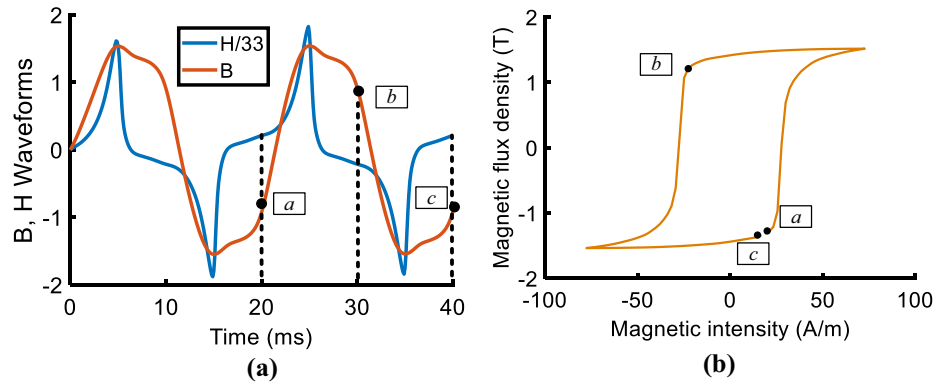 2
1
0
-1
-2
B, H Waveforms
H/33
B
a
b
c
0
10
20
30
40
Time (ms)
(a)
2
1
0
-1
-2
Magnetic flux density (T)
b
a
c
-100
-50
0
50
100
Magnetic intensity (A/m)
(b)